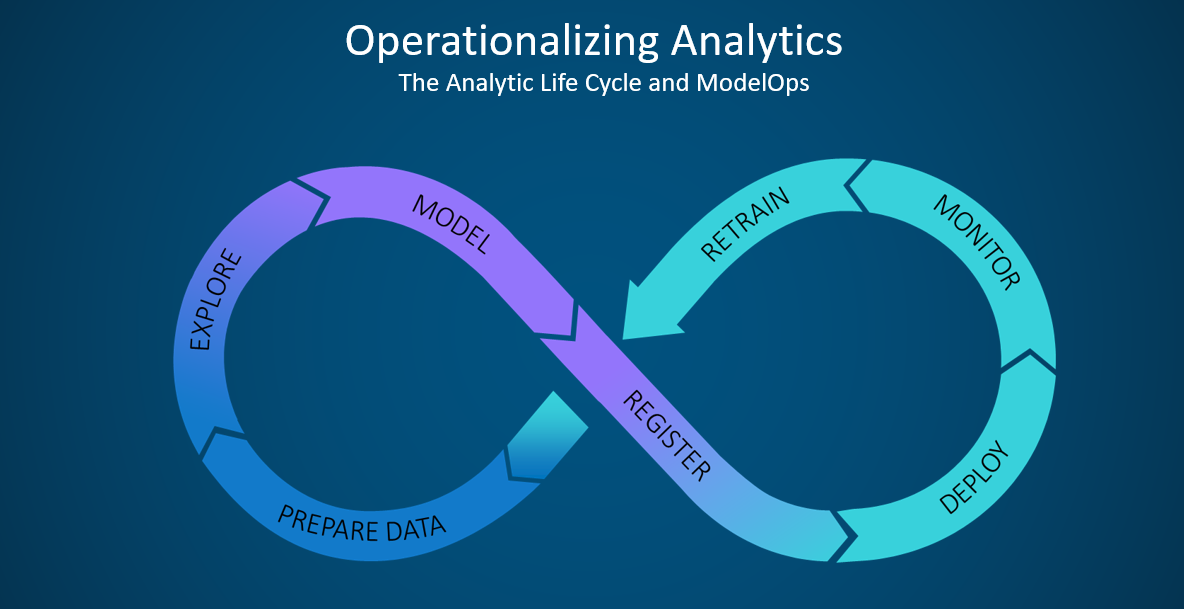 Operationalizing Analytics
The Analytic Life Cycle and ModelOps
PREPARE DATA
EXPLORE
MODEL
REGISTER
DEPLOY
MONITOR
RETRAIN